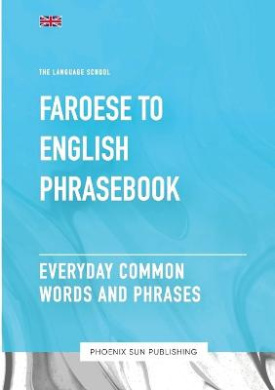 THE LANGUAGE SCHOOL
FAROESE TO
ENGLISH
PHRASEBOOK
EVERYDAY COMMON
WORDS AND PHRASES
PHOENIX SUN PUBLISHING